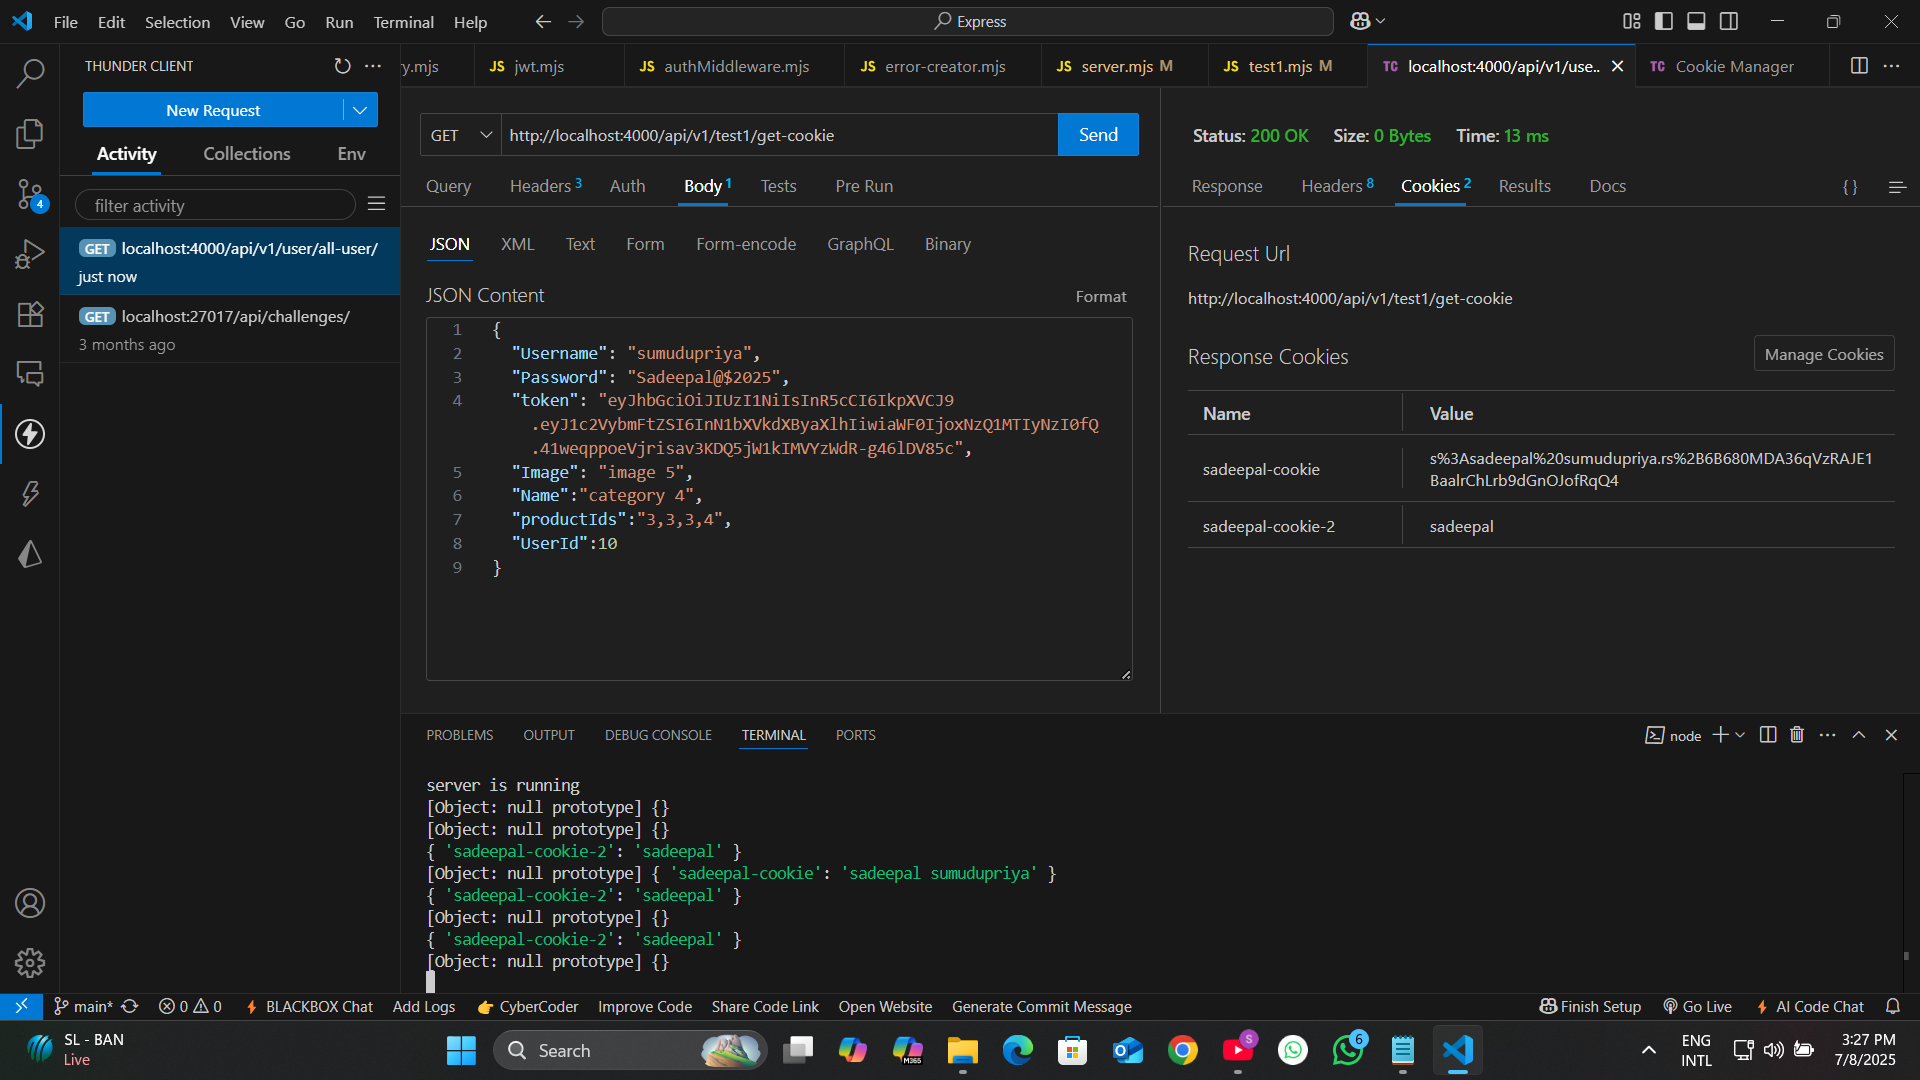 File Edit Selection View Go Run Terminal Help
Express
THUNDER CLIENT
New Request
Activity Collections Env
filter activity
GET localhost:4000/api/v1/user/all-user/
just now
GET localhost:27017/api/challenges/
3 months ago
4
y.mjs
JS jwt.mjs
JS authMiddleware.mjs
JS error-creator.mjs
JS server.mjs M
JS test1.mjs M
TC localhost:4000/api/v1/use..
TC Cookie Manager
GET http://localhost:4000/api/v1/test1/get-cookie Send
Query Headers 3 Auth Body 1 Tests Pre Run
JSON XML Text Form Form-encode GraphQL Binary
JSON Content
Format
1 {
2 "Username": "sumudupriya",
3 "Password": "Sadeepal@$2025",
4 "token": "eyJhbGciOiJIUzI1NiIsInR5cCI6IkpXVCJ9
.eyJ1c2VybmFtZSI6InN1bXVkdXByaXlhIiwiaWF0IjoxNzQ1MTIyNzI0fQ
.41weqppoeVjrisav3KDQ5jW1kIMVYzWdR-g46lDV85c",
5 "Image": "image 5",
6 "Name":"category 4",
7 "productIds":"3,3,3,4",
8 "UserId":10
9 }
Status: 200 OK Size: 0 Bytes Time: 13 ms
Response Headers 8 Cookies 2 Results Docs {}
Request Url
http://localhost:4000/api/v1/test1/get-cookie
Response Cookies
Manage Cookies
Name Value
sadeepal-cookie s%3Asadeepal%20sumudupriya.rs%2B6B680MDA36qVzRAJE1
BaalrChLrb9dGnOJofRqQ4
sadeepal-cookie-2 sadeepal
PROBLEMS OUTPUT DEBUG CONSOLE TERMINAL PORTS
node
server is running
[Object: null prototype] {}
[Object: null prototype] {}
{ 'sadeepal-cookie-2': 'sadeepal' }
[Object: null prototype] { 'sadeepal-cookie': 'sadeepal sumudupriya' }
{ 'sadeepal-cookie-2': 'sadeepal' }
[Object: null prototype] {}
{ 'sadeepal-cookie-2': 'sadeepal' }
[Object: null prototype] {}
main* 0 0 BLACKBOX Chat Add Logs CyberCoder Improve Code Share Code Link Open Website Generate Commit Message
Finish Setup Go Live AI Code Chat
SL - BAN
Live
Search
M365
S
6
ENG
INTL
3:27 PM
7/8/2025